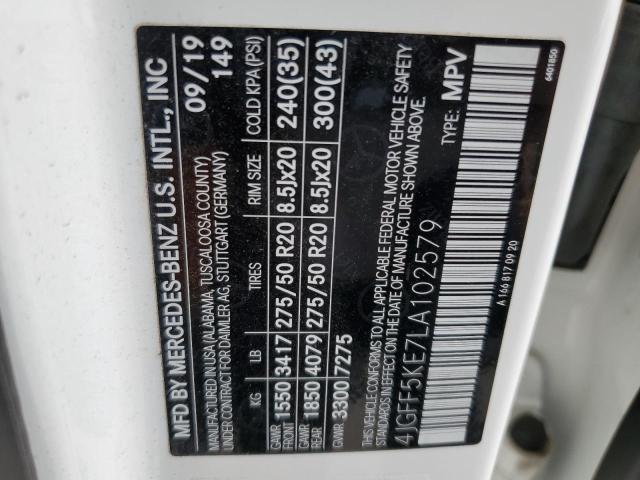 MFD BY MERCEDES-BENZ U.S. INTL., INC
MANUFACTURED IN USA (ALABAMA, TUSCALOOSA COUNTY) 09/19
UNDER CONTRACT FOR DAIMLER AG, STUTTGART (GERMANY) 149
KG LB TIRES RIM SIZE COLD KPA (PSI)
GAWR FRONT 1550 3417 275/50 R20 8.5Jx20 240(35)
GAWR REAR 1850 4079 275/50 R20 8.5Jx20 300(43)
GVWR 3300 7275
THIS VEHICLE CONFORMS TO ALL APPLICABLE FEDERAL MOTOR VEHICLE SAFETY
STANDARDS IN EFFECT ON THE DATE OF MANUFACTURE SHOWN ABOVE.
4JGFF5KE7LA102579 TYPE: MPV
A 166 817 09 20 6401850